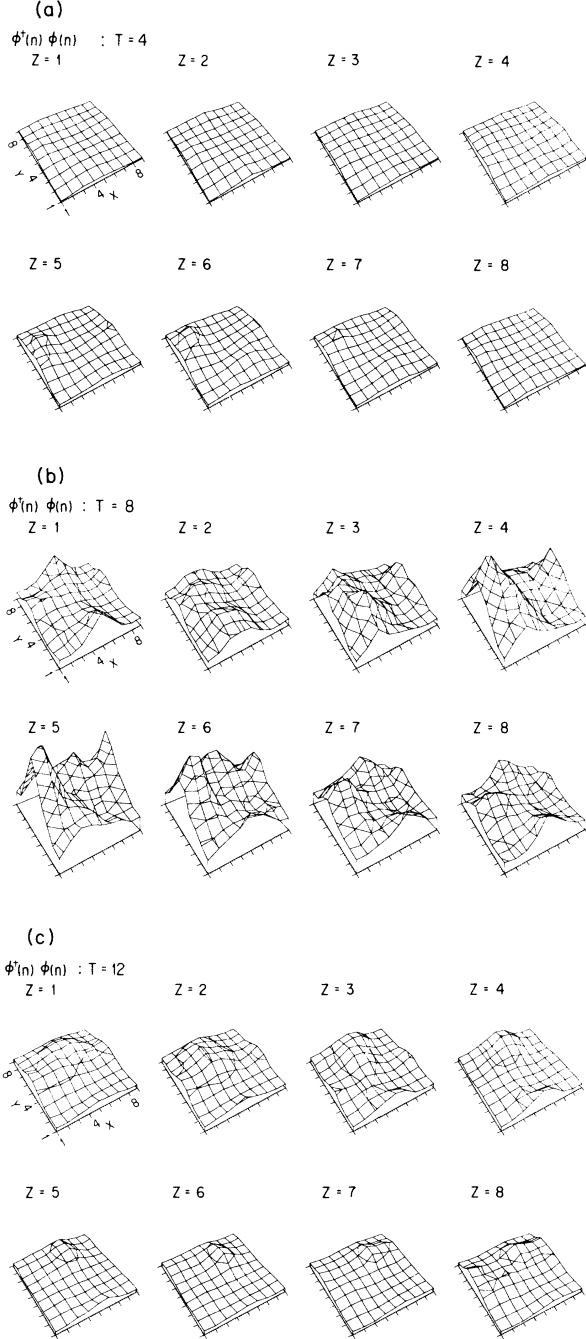 (a)
ϕ†(n) ϕ(n) : T = 4
Z = 1 Z = 2 Z = 3 Z = 4
8 Y 4 1 4 X 8
Z = 5 Z = 6 Z = 7 Z = 8
(b)
ϕ†(n) ϕ(n) : T = 8
Z = 1 Z = 2 Z = 3 Z = 4
8 Y 4 1 4 X 8
Z = 5 Z = 6 Z = 7 Z = 8
(c)
ϕ†(n) ϕ(n) : T = 12
Z = 1 Z = 2 Z = 3 Z = 4
8 Y 4 1 4 X 8
Z = 5 Z = 6 Z = 7 Z = 8